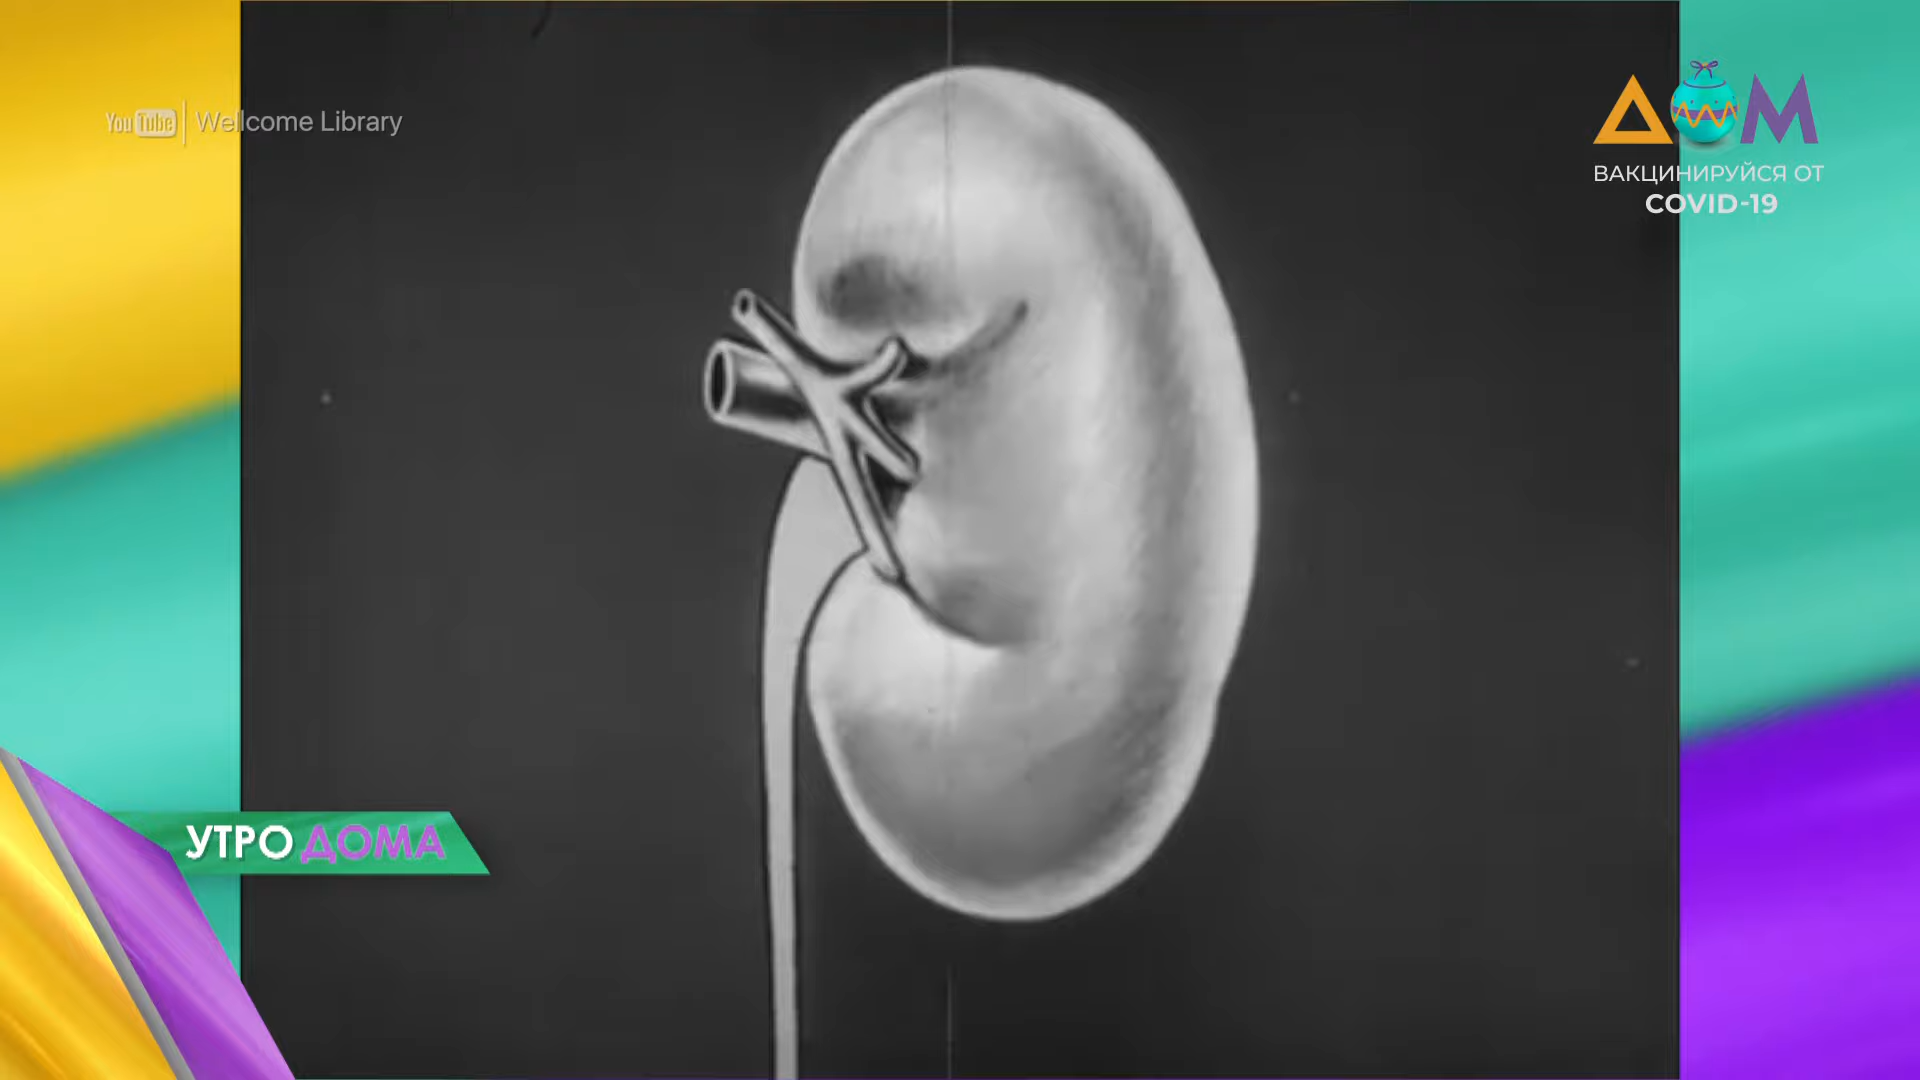 YouTube | Wellcome Library
ДОМ
ВАКЦИНИРУЙСЯ ОТ
COVID-19
УТРО ДОМА